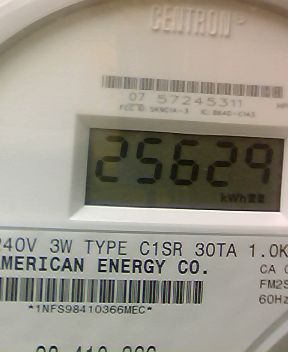 CENTRON
07 57245311
25629
kWh
240V 3W TYPE C1SR 30TA 1.0K
AMERICAN ENERGY CO.
CA
FM2S
60Hz
*1NFS98410366MEC*